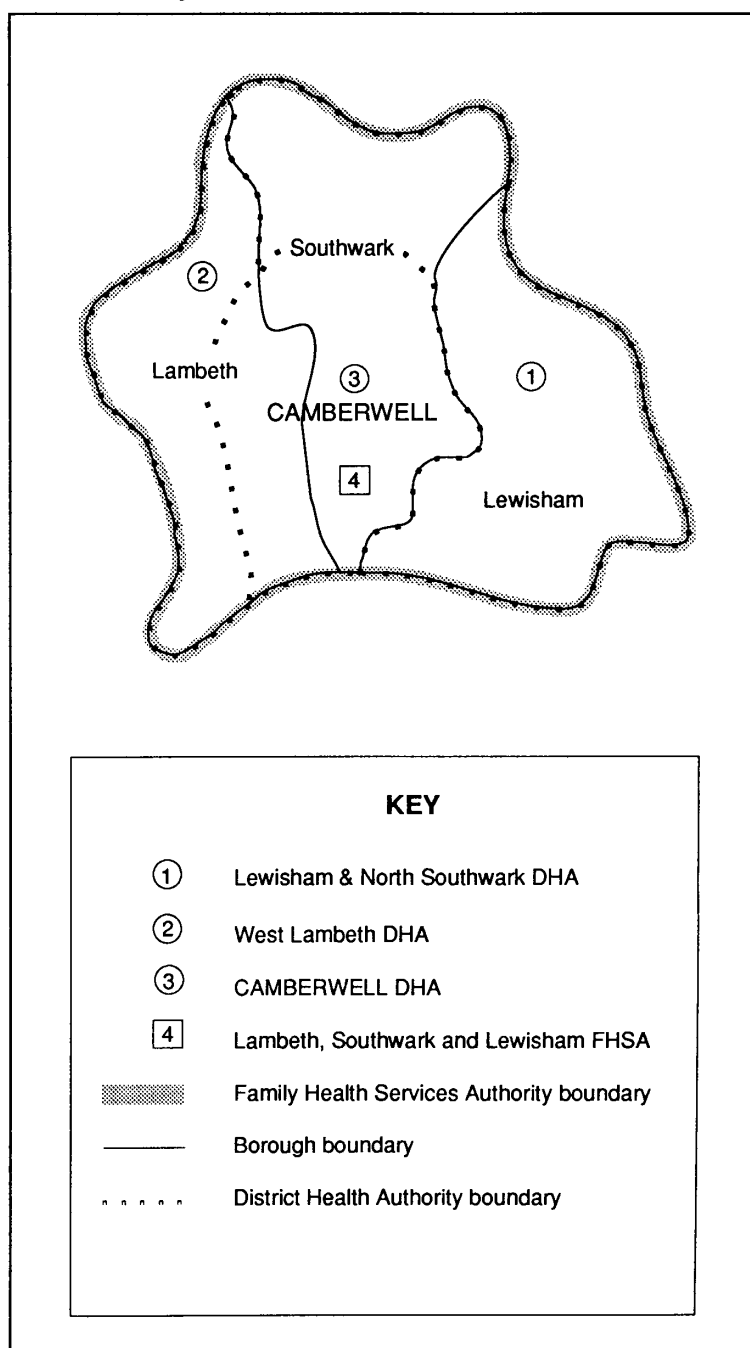 Southwark
2
Lambeth
3
1
CAMBERWELL
4
Lewisham
KEY
1 Lewisham & North Southwark DHA
2 West Lambeth DHA
3 CAMBERWELL DHA
4 Lambeth, Southwark and Lewisham FHSA
Family Health Services Authority boundary
Borough boundary
District Health Authority boundary